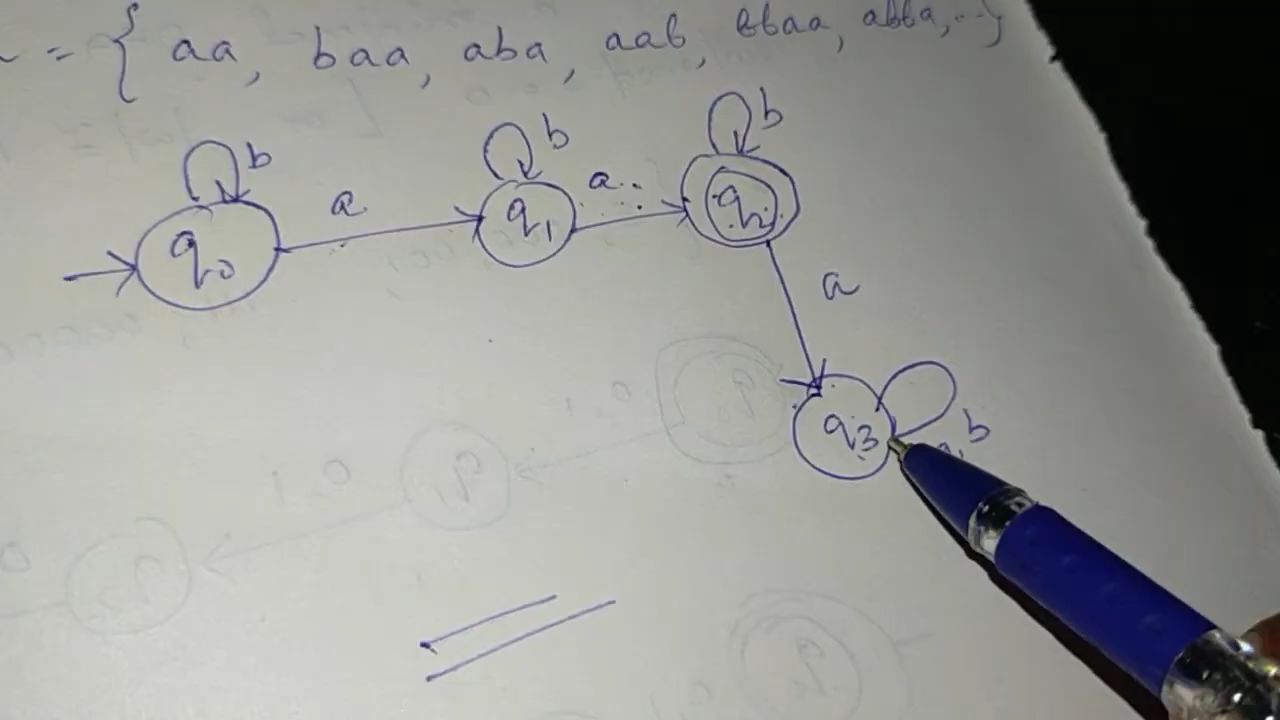 = { aa, baa, aba, aab, bbaa, abba, ..}
b
b
b
a
a
q0
q1
q2
a
q3
b